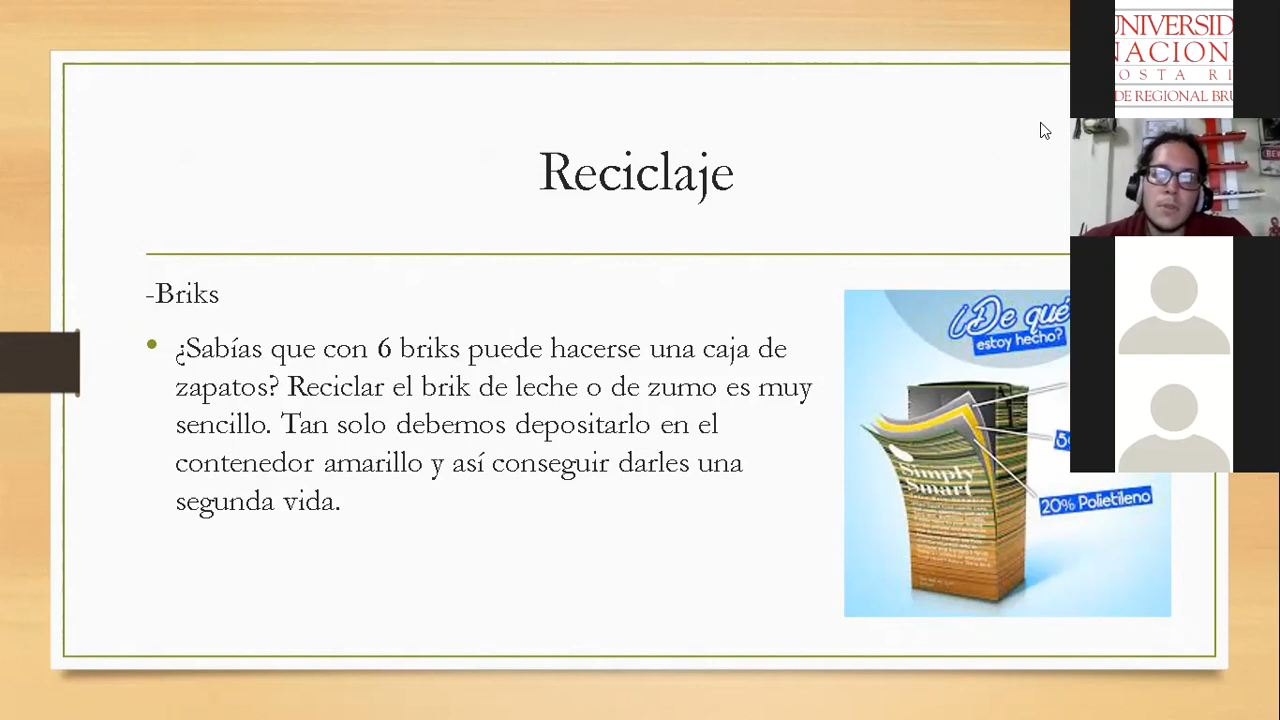 Reciclaje
-Briks
¿Sabías que con 6 briks puede hacerse una caja de
zapatos? Reciclar el brik de leche o de zumo es muy
sencillo. Tan solo debemos depositarlo en el
contenedor amarillo y así conseguir darles una
segunda vida.
¿De qué
estoy hecho?
Simply
Smart
20% Polietileno
UNIVERSID
NACION
OSTA RI
DE REGIONAL BRU